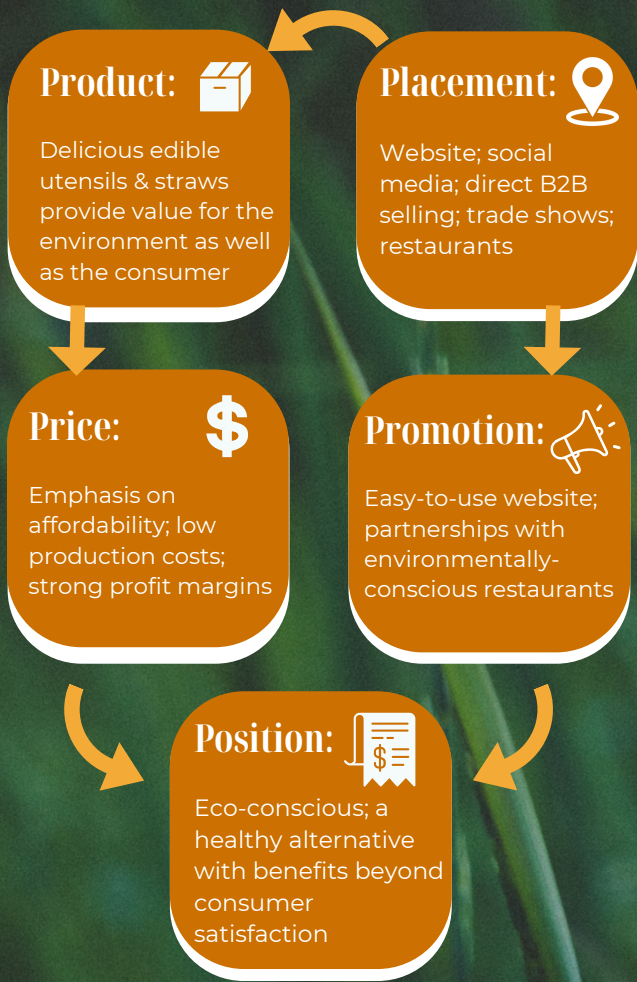 Product:
Delicious edible
utensils & straws
provide value for the
environment as well
as the consumer
Placement:
Website; social
media; direct B2B
selling; trade shows;
restaurants
Price:
$
Emphasis on
affordability; low
production costs;
strong profit margins
Promotion:
Easy-to-use website;
partnerships with
environmentally-
conscious restaurants
Position:
$
Eco-conscious; a
healthy alternative
with benefits beyond
consumer
satisfaction